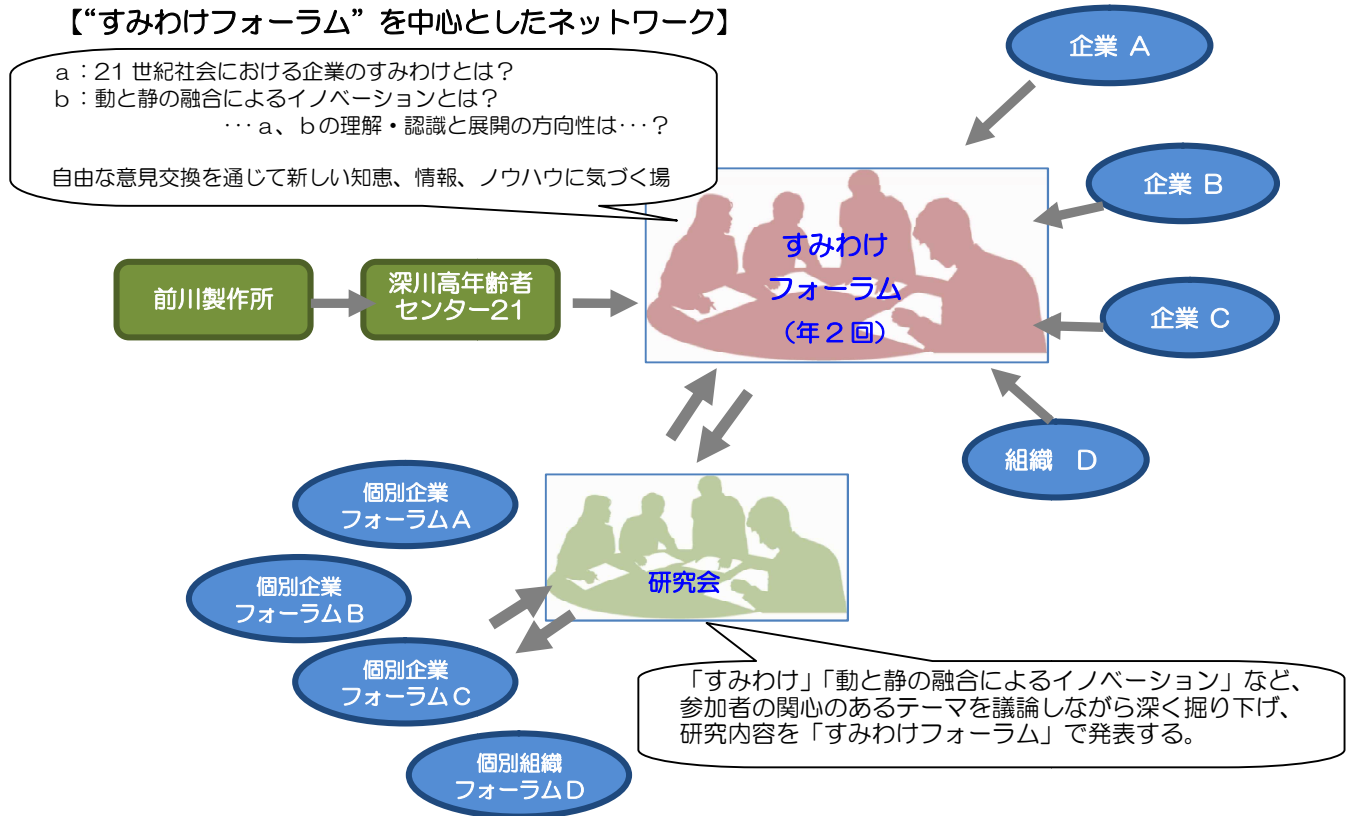 【“すみわけフォーラム”を中心としたネットワーク】
ａ：21 世紀社会における企業のすみわけとは？
ｂ：動と静の融合によるイノベーションとは？
･･･ａ、ｂの理解・認識と展開の方向性は･･･？
自由な意見交換を通じて新しい知恵、情報、ノウハウに気づく場
企業 A
企業 B
企業 C
組織 D
前川製作所
深川高年齢者
センター21
すみわけ
フォーラム
（年２回）
個別企業
フォーラムA
個別企業
フォーラムB
個別企業
フォーラムC
個別組織
フォーラムD
研究会
「すみわけ」「動と静の融合によるイノベーション」など、
参加者の関心のあるテーマを議論しながら深く掘り下げ、
研究内容を「すみわけフォーラム」で発表する。